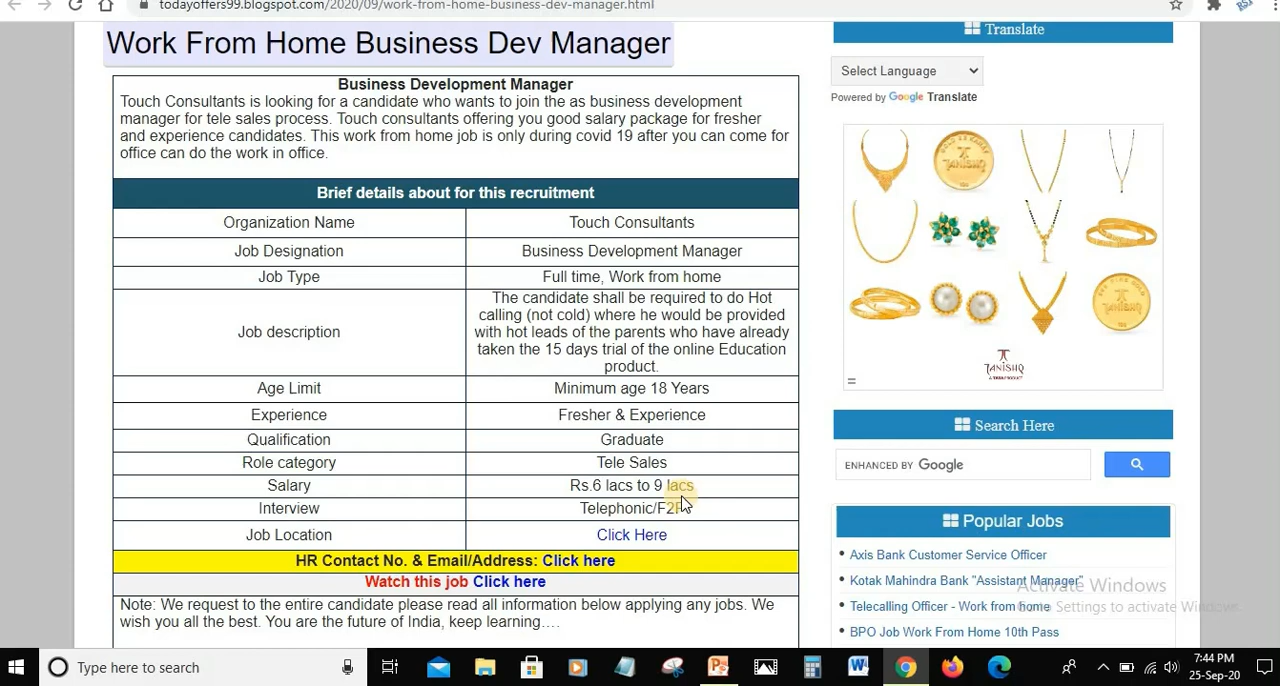 todayoffers99.blogspot.com/2020/09/work-from-home-business-dev-manager.html
Work From Home Business Dev Manager
Business Development Manager
Touch Consultants is looking for a candidate who wants to join the as business development
manager for tele sales process. Touch consultants offering you good salary package for fresher
and experience candidates. This work from home job is only during covid 19 after you can come for
office can do the work in office.
Brief details about for this recruitment
Organization Name
Touch Consultants
Job Designation
Business Development Manager
Job Type
Full time, Work from home
Job description
The candidate shall be required to do Hot
calling (not cold) where he would be provided
with hot leads of the parents who have already
taken the 15 days trial of the online Education
product.
Age Limit
Minimum age 18 Years
Experience
Fresher & Experience
Qualification
Graduate
Role category
Tele Sales
Salary
Rs.6 lacs to 9 lacs
Interview
Telephonic/F2F
Job Location
Click Here
HR Contact No. & Email/Address: Click here
Watch this job Click here
Note: We request to the entire candidate please read all information below applying any jobs. We
wish you all the best. You are the future of India, keep learning….
Translate
Select Language
Powered by Google Translate
TANISHQ
TANISHQ
TANISHQ
A TATA PRODUCT
Search Here
ENHANCED BY Google
Popular Jobs
Axis Bank Customer Service Officer
Kotak Mahindra Bank "Assistant Manager"
Telecalling Officer - Work from home
BPO Job Work From Home 10th Pass
Activate Windows
Go to Settings to activate Windows.
Type here to search
7:44 PM
25-Sep-20